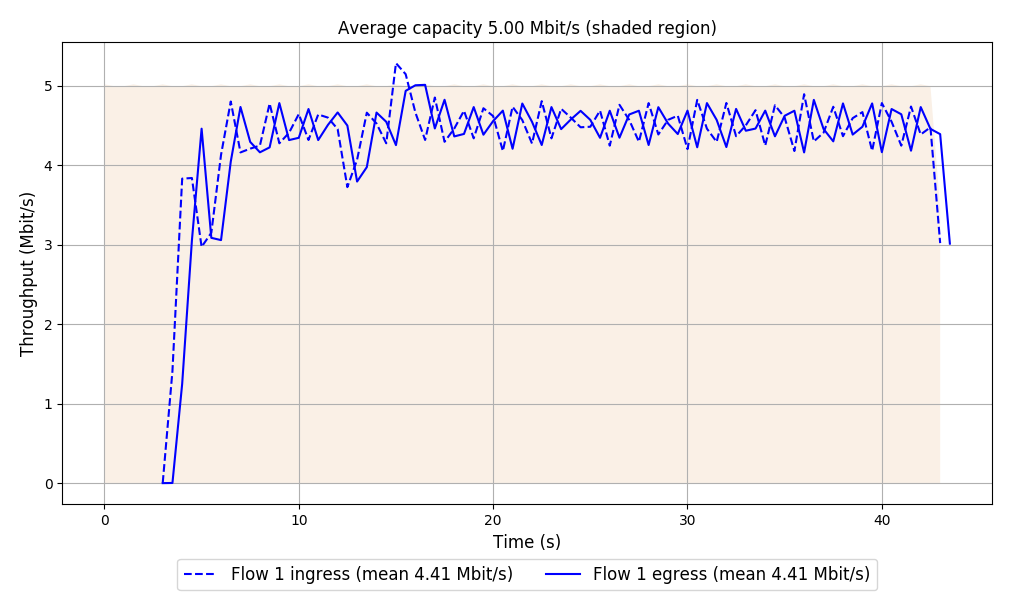 Average capacity 5.00 Mbit/s (shaded region)
Throughput (Mbit/s)
5
4
3
2
1
0
0 10 20 30 40
Time (s)
Flow 1 ingress (mean 4.41 Mbit/s) Flow 1 egress (mean 4.41 Mbit/s)